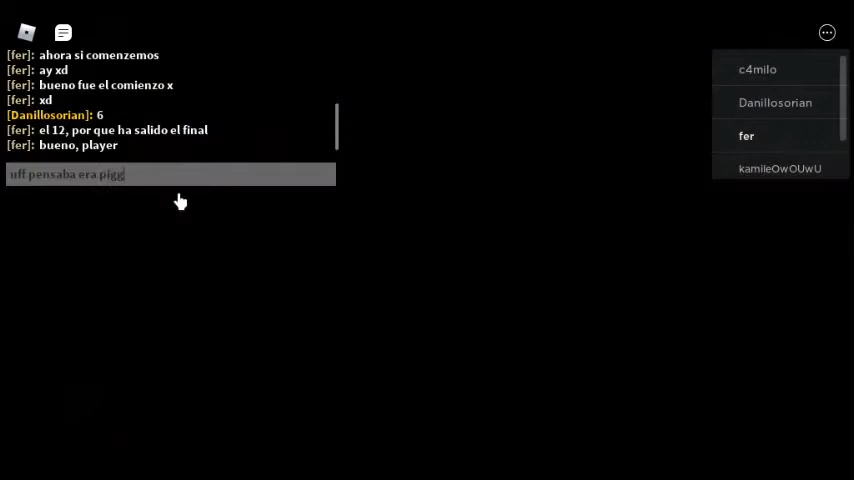 [fer]: ahora si comenzemos
[fer]: ay xd
[fer]: bueno fue el comienzo x
[fer]: xd
[Danillosorian]: 6
[fer]: el 12, por que ha salido el final
[fer]: bueno, player
uff pensaba era pigg
c4milo
Danillosorian
fer
kamileOwOUwU